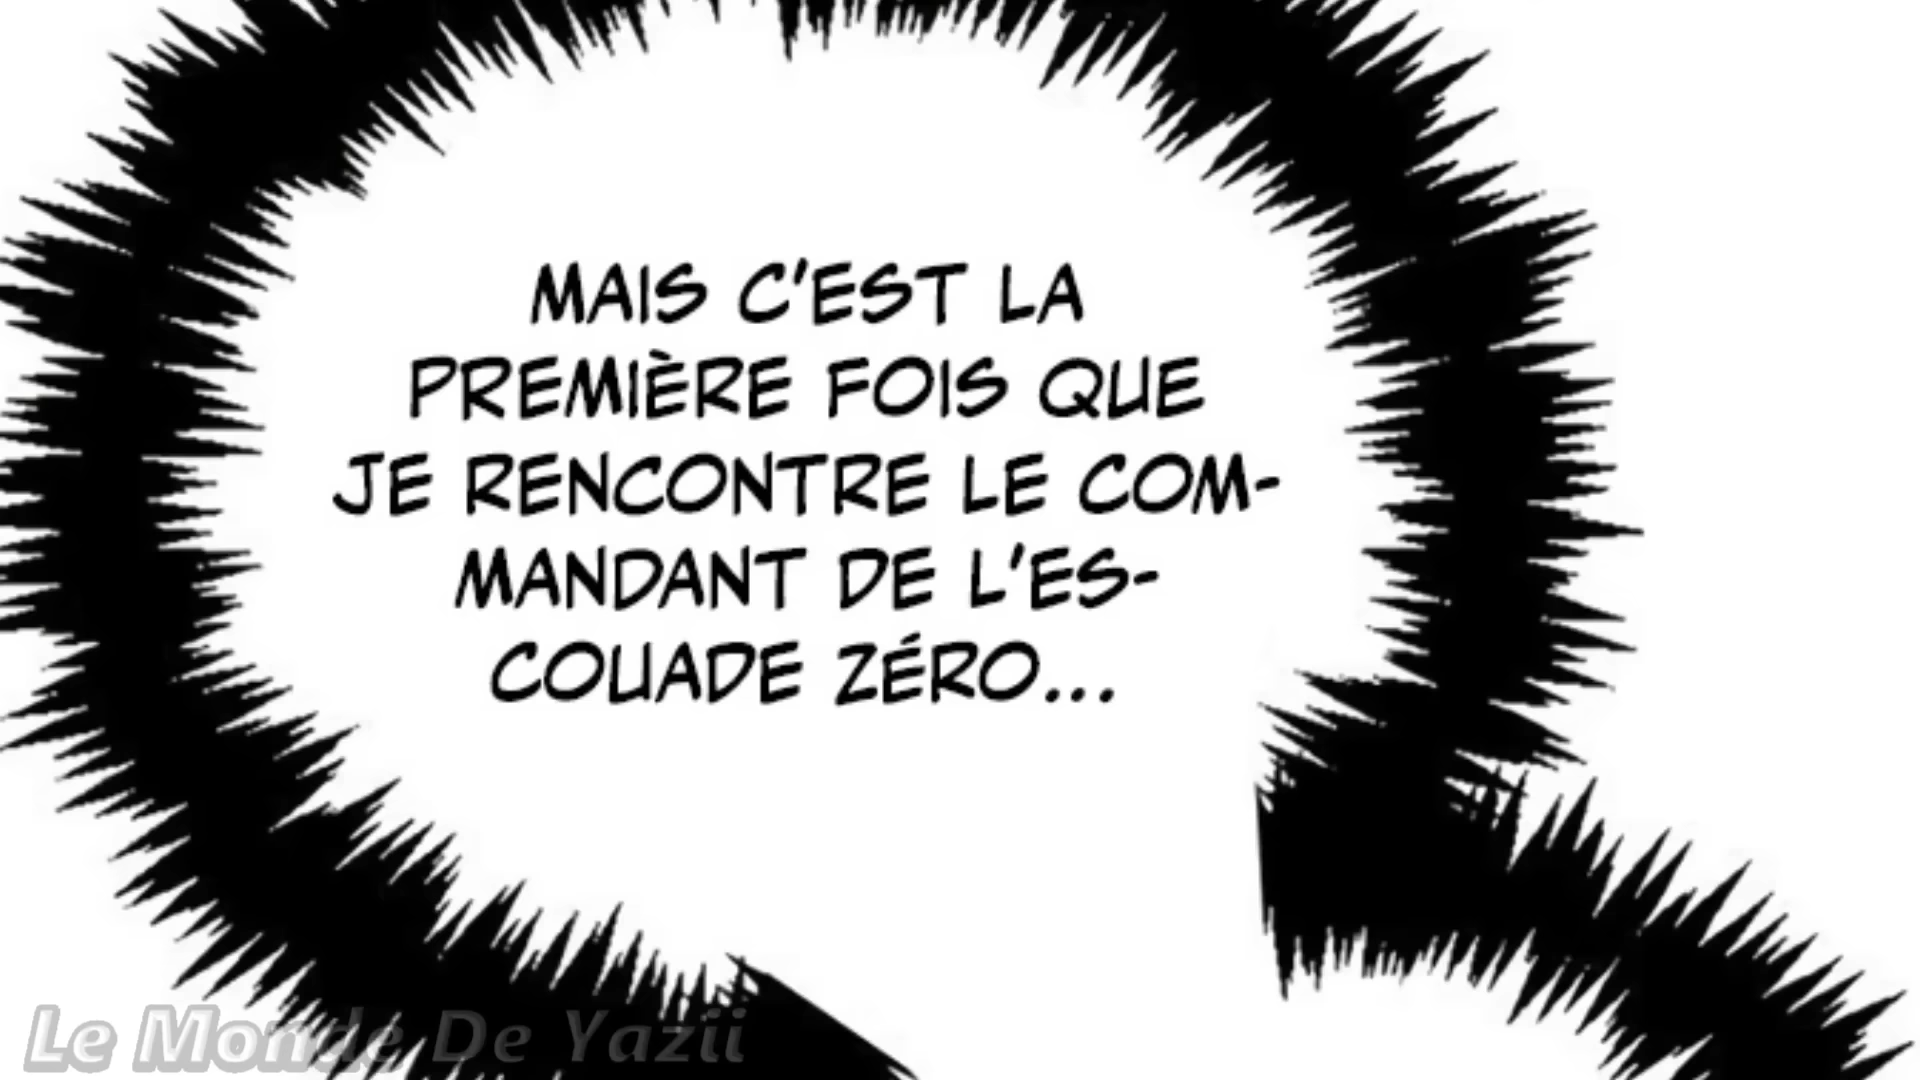 MAIS C'EST LA
PREMIÈRE FOIS QUE
JE RENCONTRE LE COM-
MANDANT DE L'ES-
COUADE ZÉRO...
Le Monde De Yazii